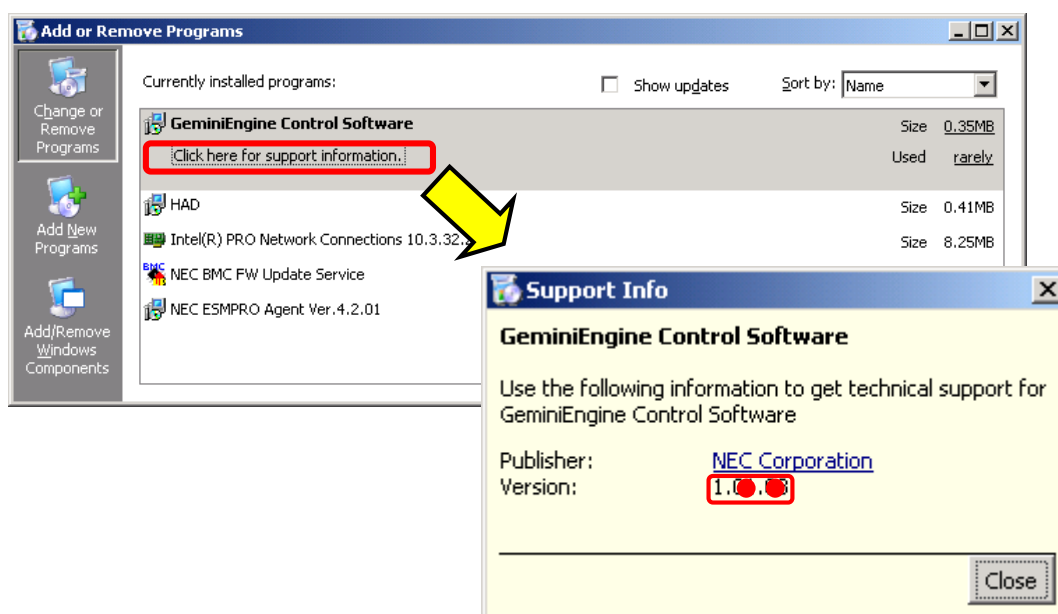 Add or Remove Programs
Change or
Remove
Programs
Add New
Programs
Add/Remove
Windows
Components
Currently installed programs:
Show updates
Sort by: Name
GeminiEngine Control Software
Size 0.35MB
Click here for support information.
Used rarely
HAD
Size 0.41MB
Intel(R) PRO Network Connections 10.3.32.
Size 8.25MB
BMC
NEC BMC FW Update Service
NEC ESMPRO Agent Ver.4.2.01
Support Info
GeminiEngine Control Software
Use the following information to get technical support for
GeminiEngine Control Software
Publisher: NEC Corporation
Version:
Close